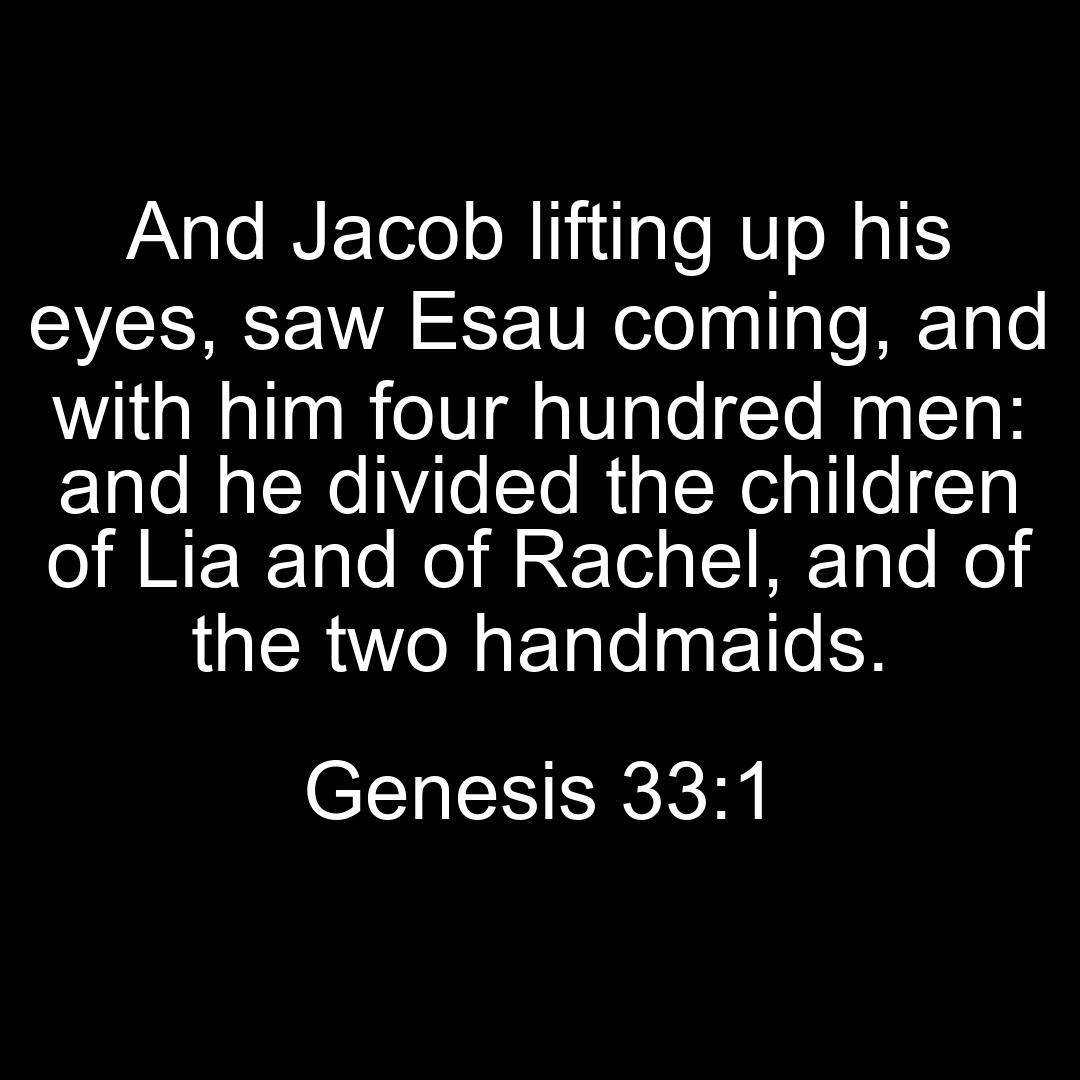 And Jacob lifting up his
eyes, saw Esau coming, and
with him four hundred men:
and he divided the children
of Lia and of Rachel, and of
the two handmaids.
Genesis 33:1